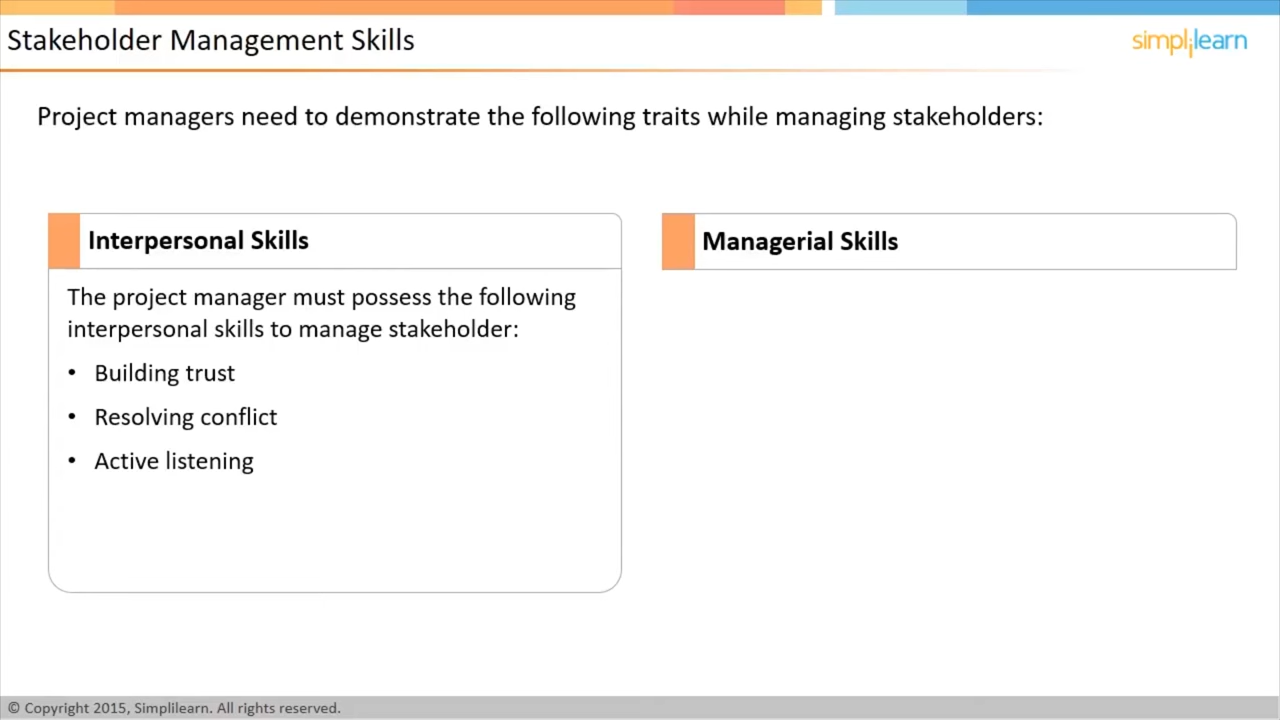 Stakeholder Management Skills
simplilearn
Project managers need to demonstrate the following traits while managing stakeholders:
Interpersonal Skills
The project manager must possess the following
interpersonal skills to manage stakeholder:
• Building trust
• Resolving conflict
• Active listening
Managerial Skills
© Copyright 2015, Simplilearn. All rights reserved.